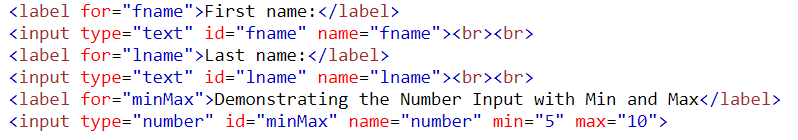 <label for="fname">First name:</label>
<input type="text" id="fname" name="fname"><br><br>
<label for="lname">Last name:</label>
<input type="text" id="lname" name="lname"><br><br>
<label for="minMax">Demonstrating the Number Input with Min and Max</label>
<input type="number" id="minMax" name="number" min="5" max="10">